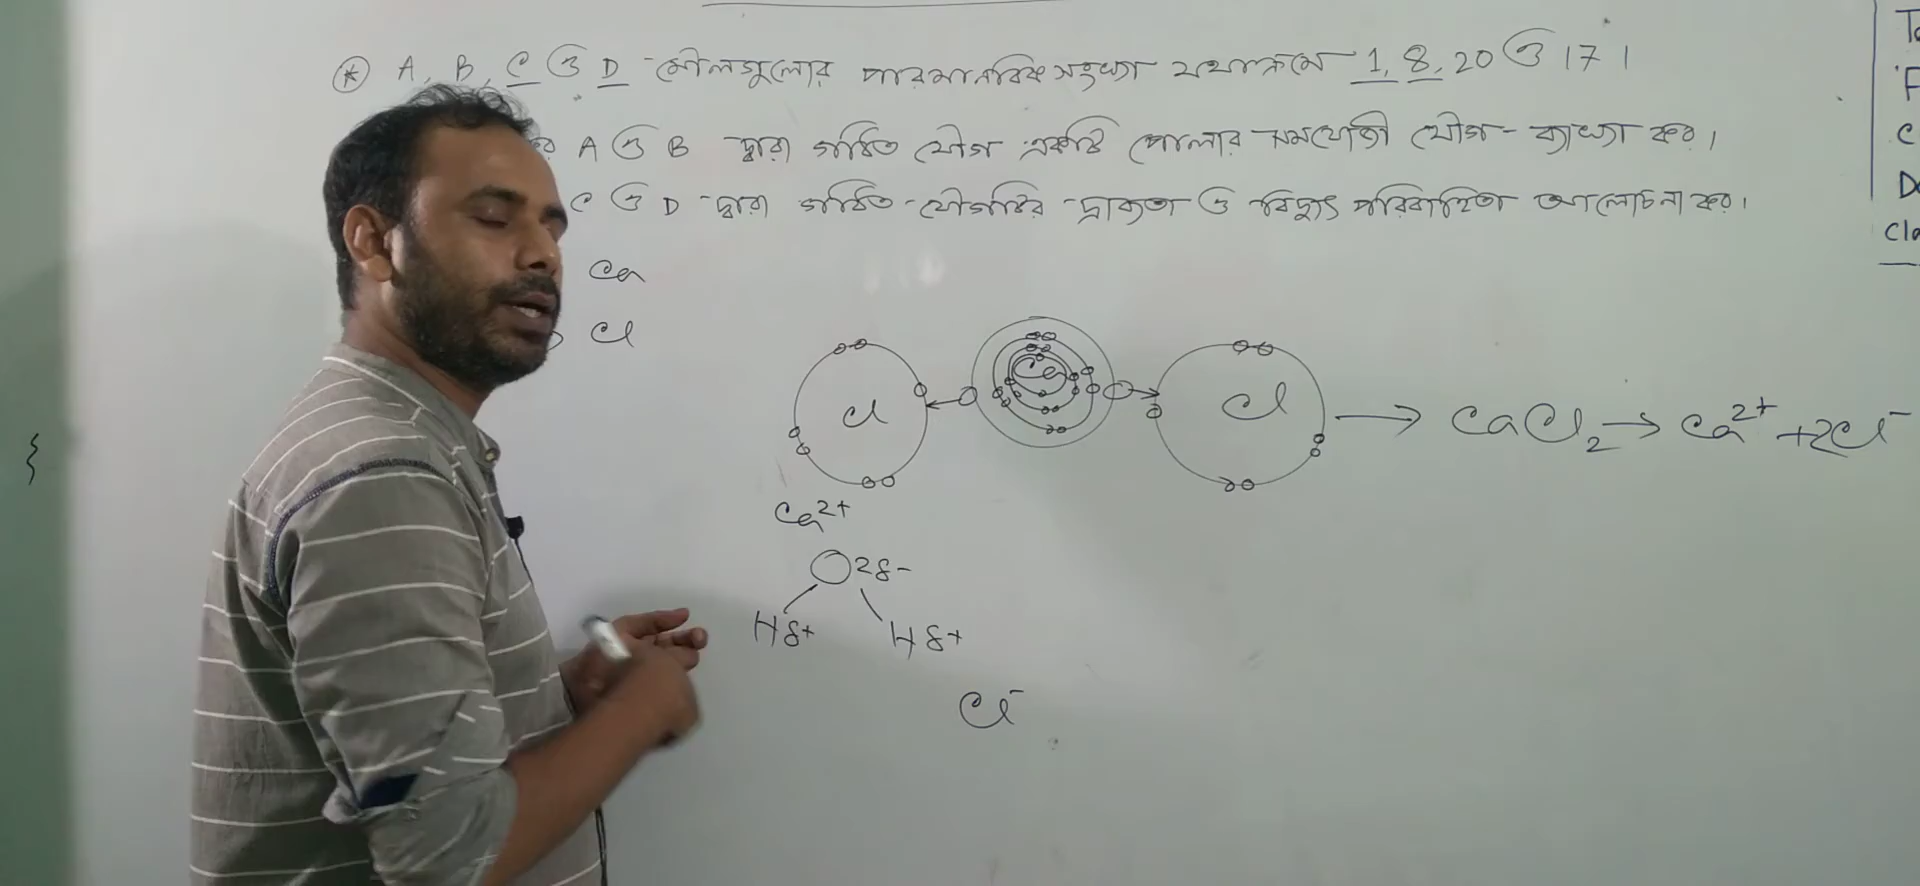 * A, B, C ও D মৌলগুলোর পারমানবিক সংখ্যা যথাক্রমে 1, 8, 20 ও 17।
A ও B দ্বারা গঠিত যৌগ একটি পোলার সমযোজী যৌগ - ব্যাখ্যা কর।
C ও D দ্বারা গঠিত যৌগটির দ্রাব্যতা ও বিদ্যুৎ পরিবাহিতা আলোচনা কর।
Ca
Cl
Cl Ca Cl → CaCl₂ → Ca²⁺ + 2Cl⁻
Ca²⁺
O2δ-
Hδ+ Hδ+
Cl⁻